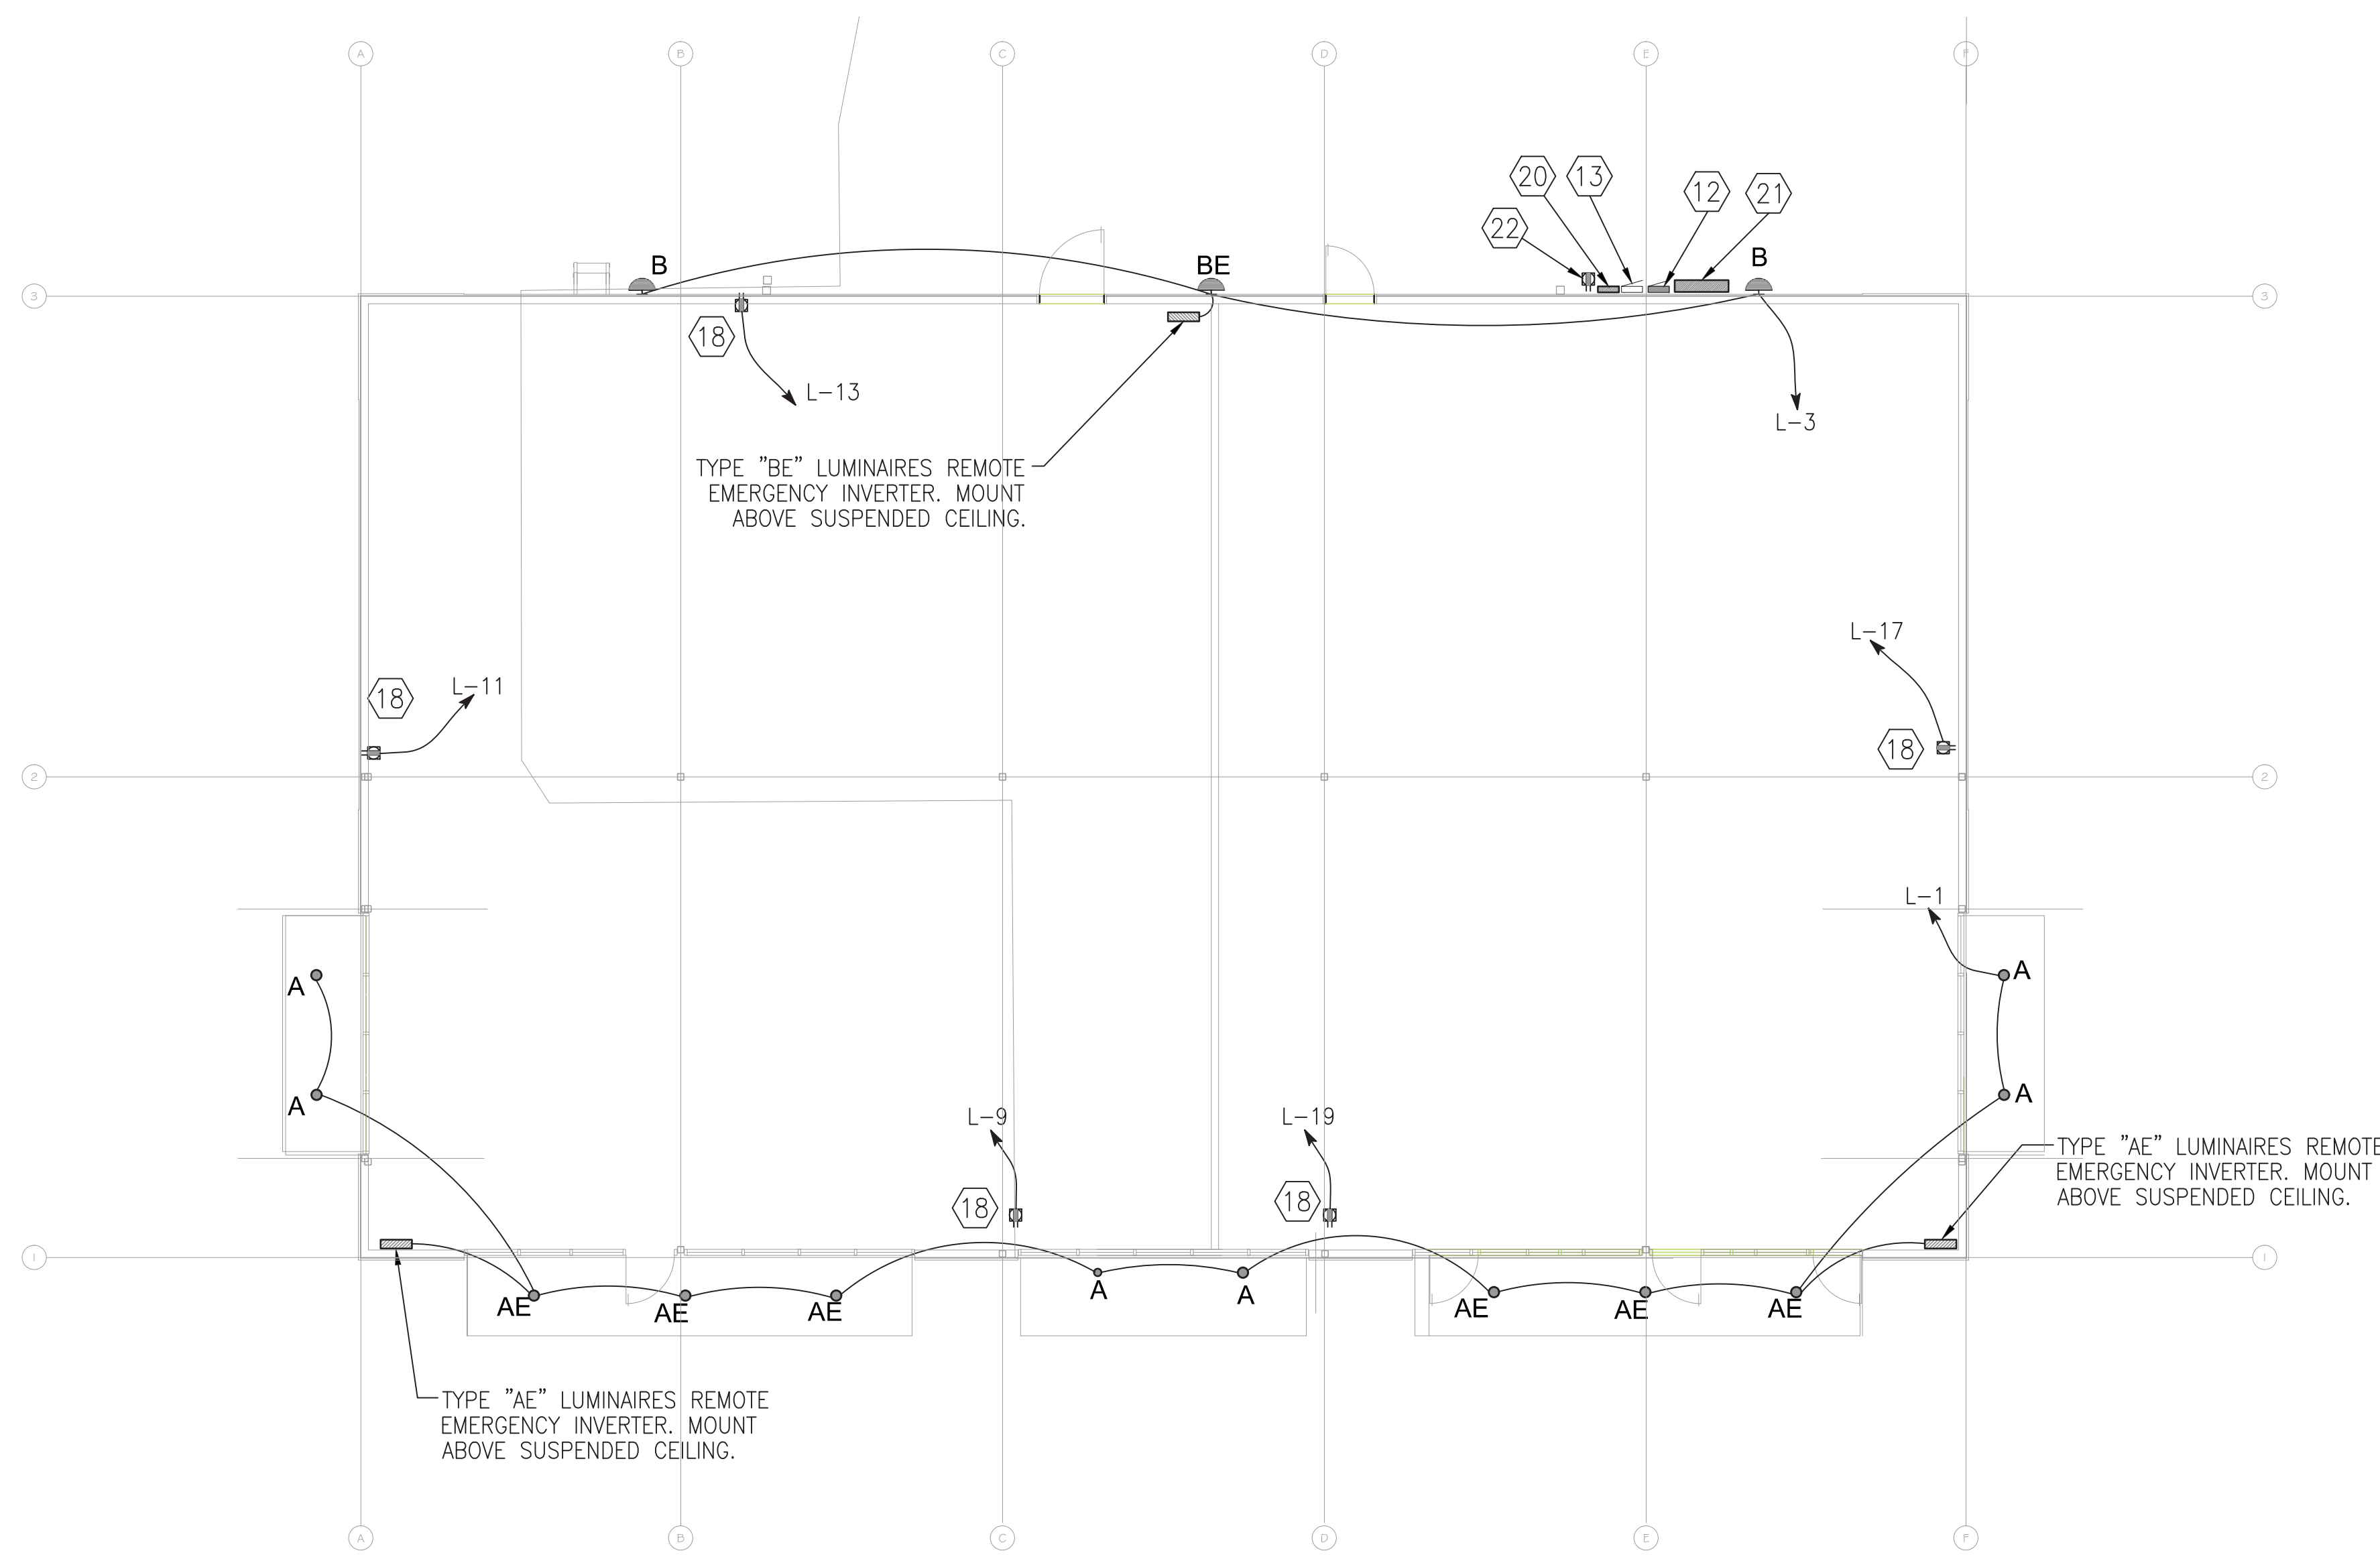 A B C D E F
20 13 12 21
22
B BE B
3 3
18
L-13
L-3
TYPE "BE" LUMINAIRES REMOTE
EMERGENCY INVERTER. MOUNT
ABOVE SUSPENDED CEILING.
L-17
L-11
18
18
2 2
L-1
A A
A A
L-9 L-19
TYPE "AE" LUMINAIRES REMOTE
EMERGENCY INVERTER. MOUNT
ABOVE SUSPENDED CEILING.
18 18
1 1
A A
AE AE AE AE AE AE
TYPE "AE" LUMINAIRES REMOTE
EMERGENCY INVERTER. MOUNT
ABOVE SUSPENDED CEILING.
A B C D E F